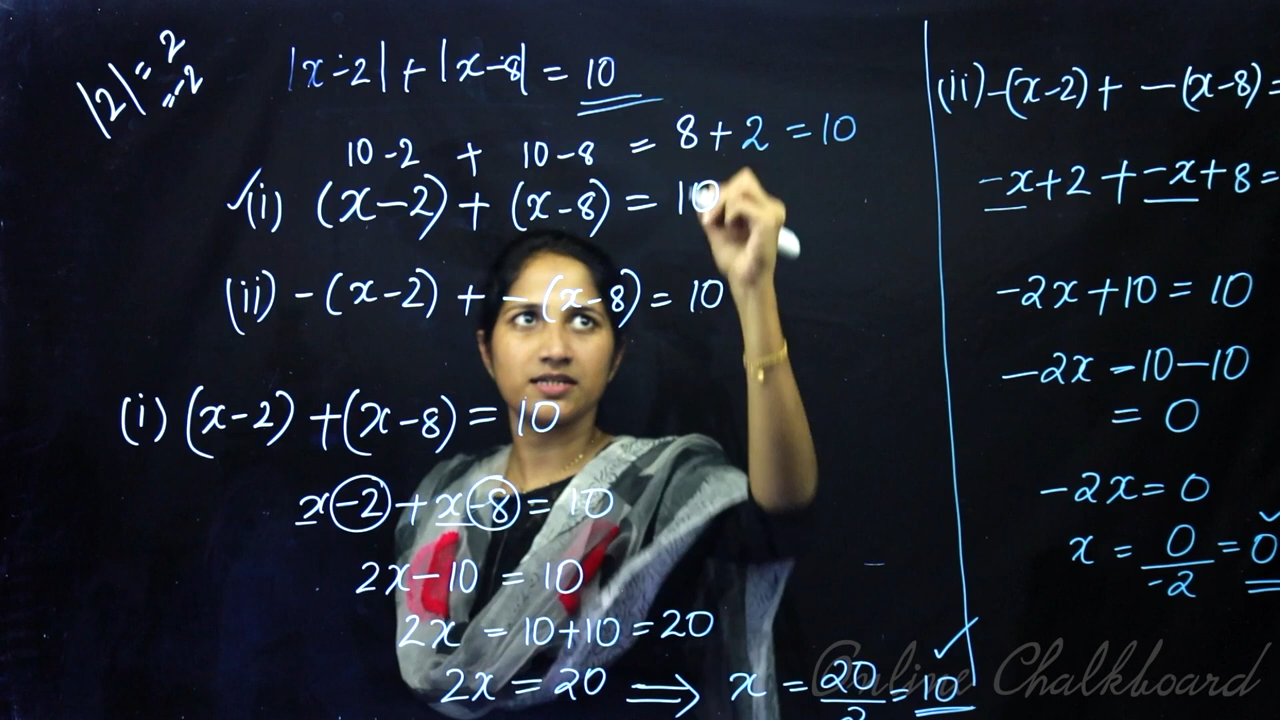 |2| = 2
= -2
|x-2| + |x-8| = 10
10-2 + 10-8 = 8+2 = 10
(i) (x-2) + (x-8) = 10
(ii) -(x-2) + -(x-8) = 10
(i) (x-2) + (x-8) = 10
x-2 + x-8 = 10
2x-10 = 10
2x = 10+10 = 20
2x = 20 ⟹ x = 20/2 = 10 ✓
(ii) -(x-2) + -(x-8) =
-x+2 + -x+8 =
-2x+10 = 10
-2x = 10-10
= 0
-2x = 0
x = 0/-2 = 0 ✓
Online Chalkboard